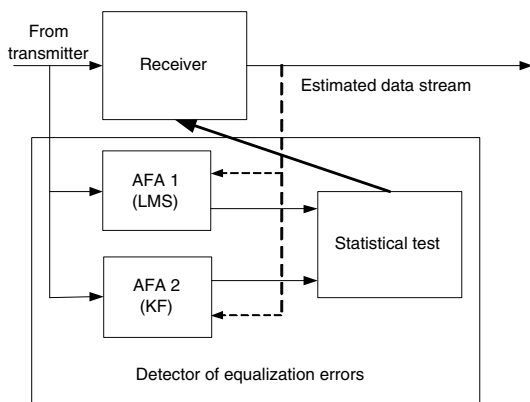 From
transmitter
Receiver
Estimated data stream
AFA 1
(LMS)
Statistical test
AFA 2
(KF)
Detector of equalization errors